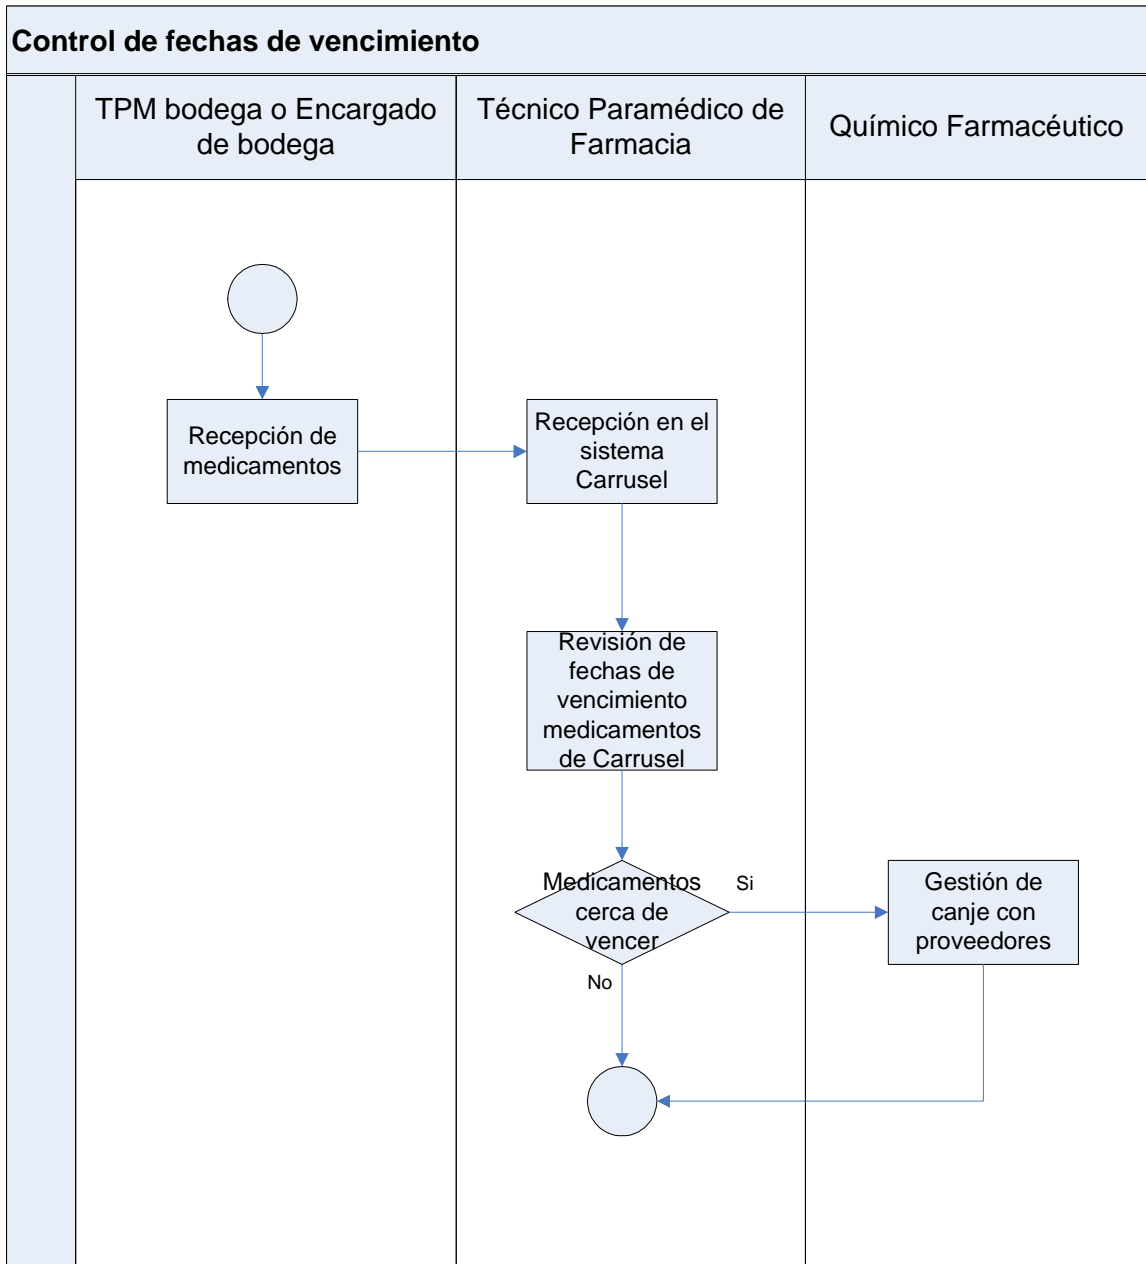 Control de fechas de vencimiento
TPM bodega o Encargado
de bodega
Técnico Paramédico de
Farmacia
Químico Farmacéutico
Recepción de
medicamentos
Recepción en el
sistema
Carrusel
Revisión de
fechas de
vencimiento
medicamentos
de Carrusel
Medicamentos
cerca de
vencer
Si
No
Gestión de
canje con
proveedores